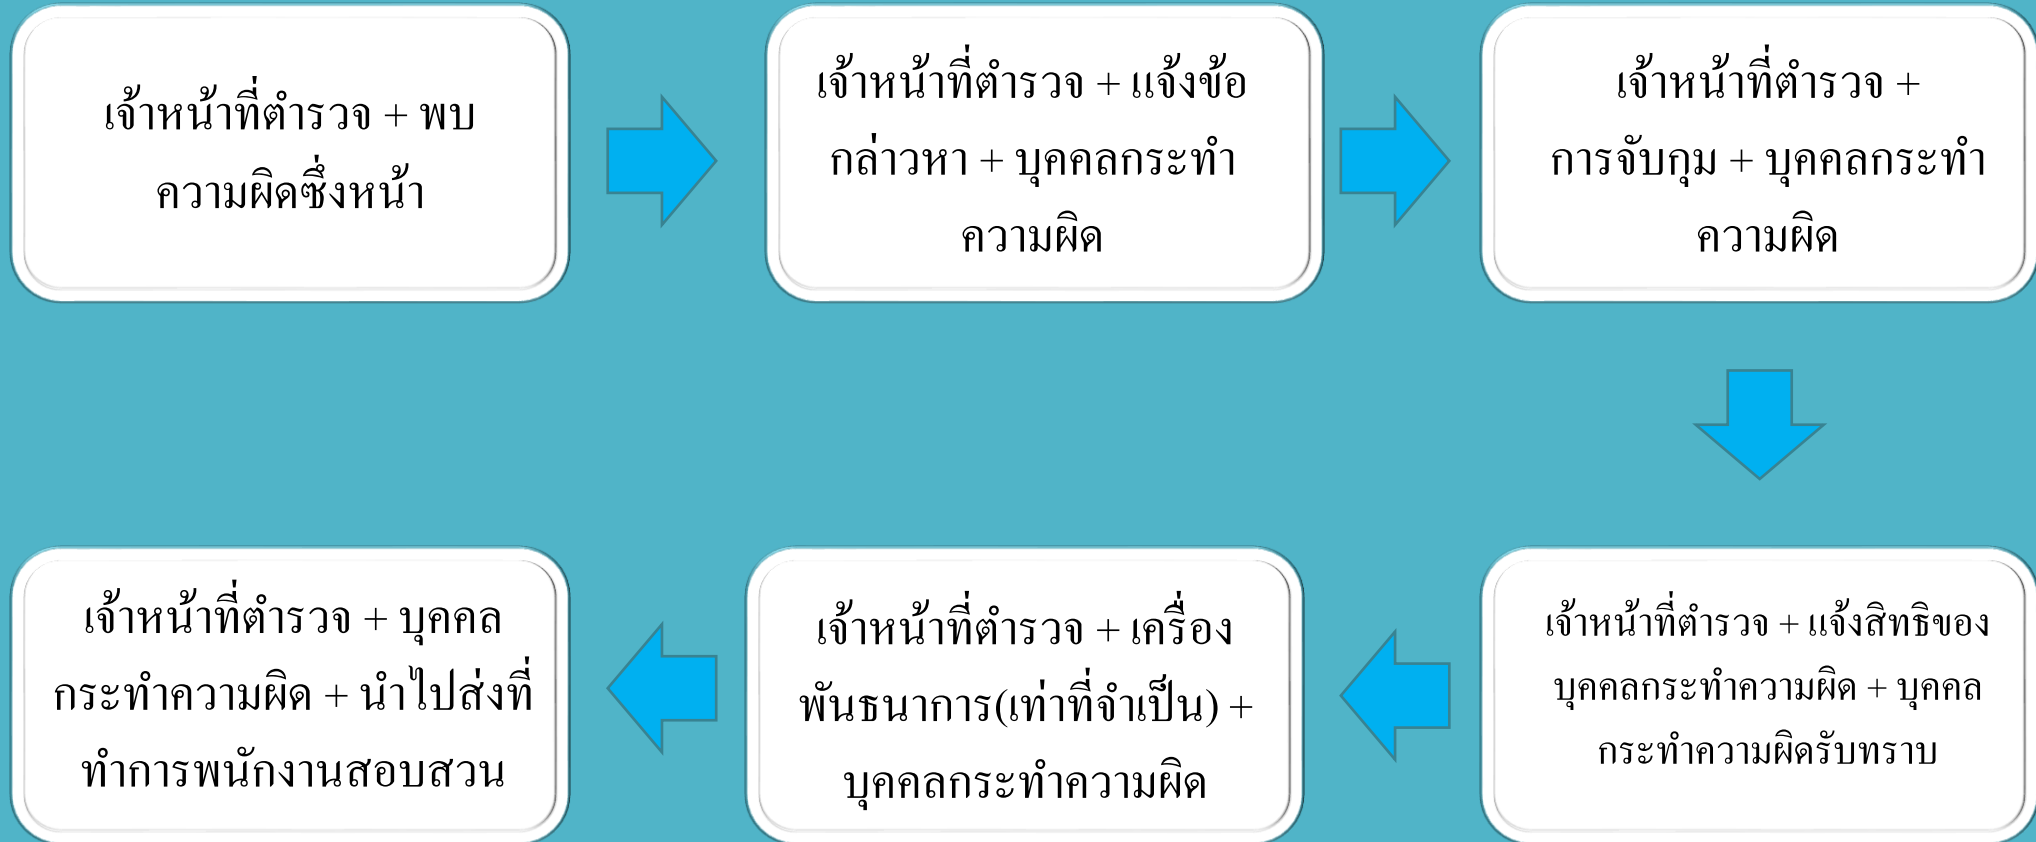 เจ้าหน้าที่ตำรวจ + พบ
ความผิดซึ่งหน้า
เจ้าหน้าที่ตำรวจ + แจ้งข้อ
กล่าวหา + บุคคลกระทำ
ความผิด
เจ้าหน้าที่ตำรวจ +
การจับกุม + บุคคลกระทำ
ความผิด
เจ้าหน้าที่ตำรวจ + แจ้งสิทธิของ
บุคคลกระทำความผิด + บุคคล
กระทำความผิดรับทราบ
เจ้าหน้าที่ตำรวจ + เครื่อง
พันธนาการ(เท่าที่จำเป็น) +
บุคคลกระทำความผิด
เจ้าหน้าที่ตำรวจ + บุคคล
กระทำความผิด + นำไปส่งที่
ทำการพนักงานสอบสวน